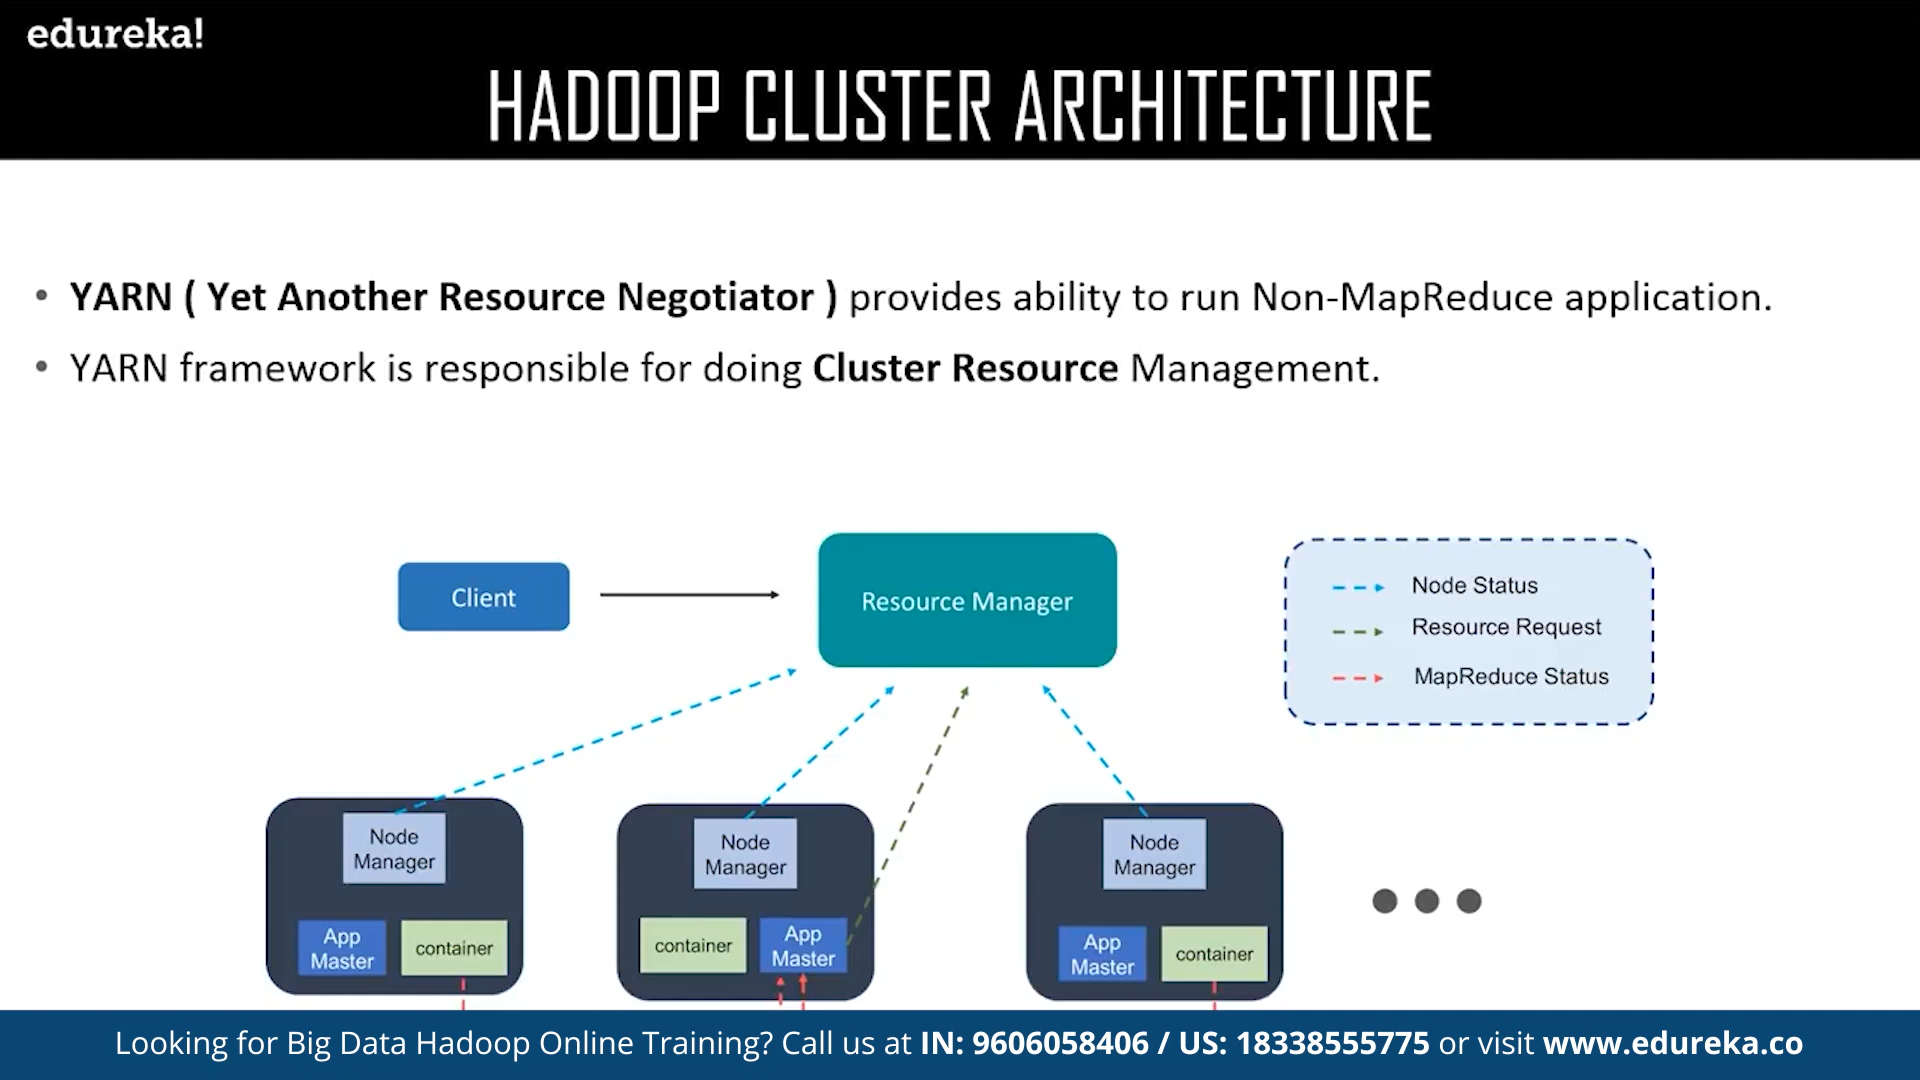 edureka!
HADOOP CLUSTER ARCHITECTURE
• YARN ( Yet Another Resource Negotiator ) provides ability to run Non-MapReduce application.
• YARN framework is responsible for doing Cluster Resource Management.
Client
Resource Manager
Node Status
Resource Request
MapReduce Status
Node
Manager
App
Master
container
Node
Manager
container
App
Master
Node
Manager
App
Master
container
Looking for Big Data Hadoop Online Training? Call us at IN: 9606058406 / US: 18338555775 or visit www.edureka.co